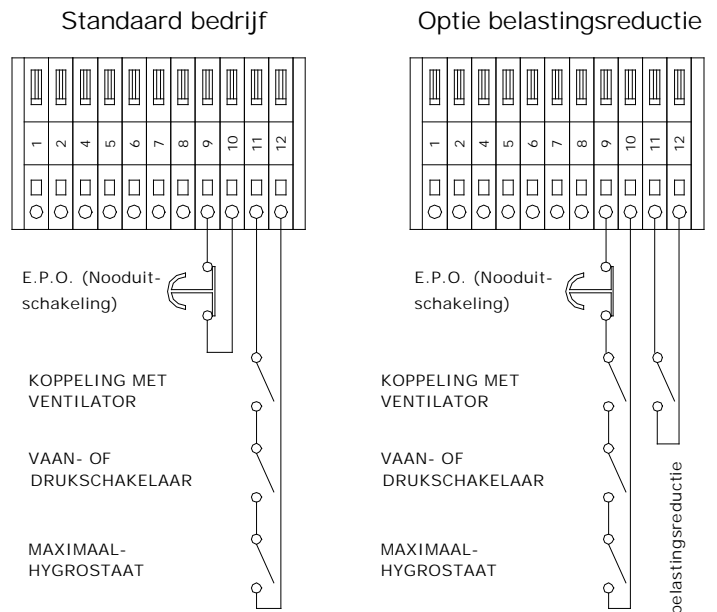 Standaard bedrijf
1 2 4 5 6 7 8 9 10 11 12
E.P.O. (Nooduit-
schakeling)
KOPPELING MET
VENTILATOR
VAAN- OF
DRUKSCHAKELAAR
MAXIMAAL-
HYGROSTAAT
Optie belastingsreductie
1 2 4 5 6 7 8 9 10 11 12
E.P.O. (Nooduit-
schakeling)
KOPPELING MET
VENTILATOR
VAAN- OF
DRUKSCHAKELAAR
MAXIMAAL-
HYGROSTAAT
belastingsreductie